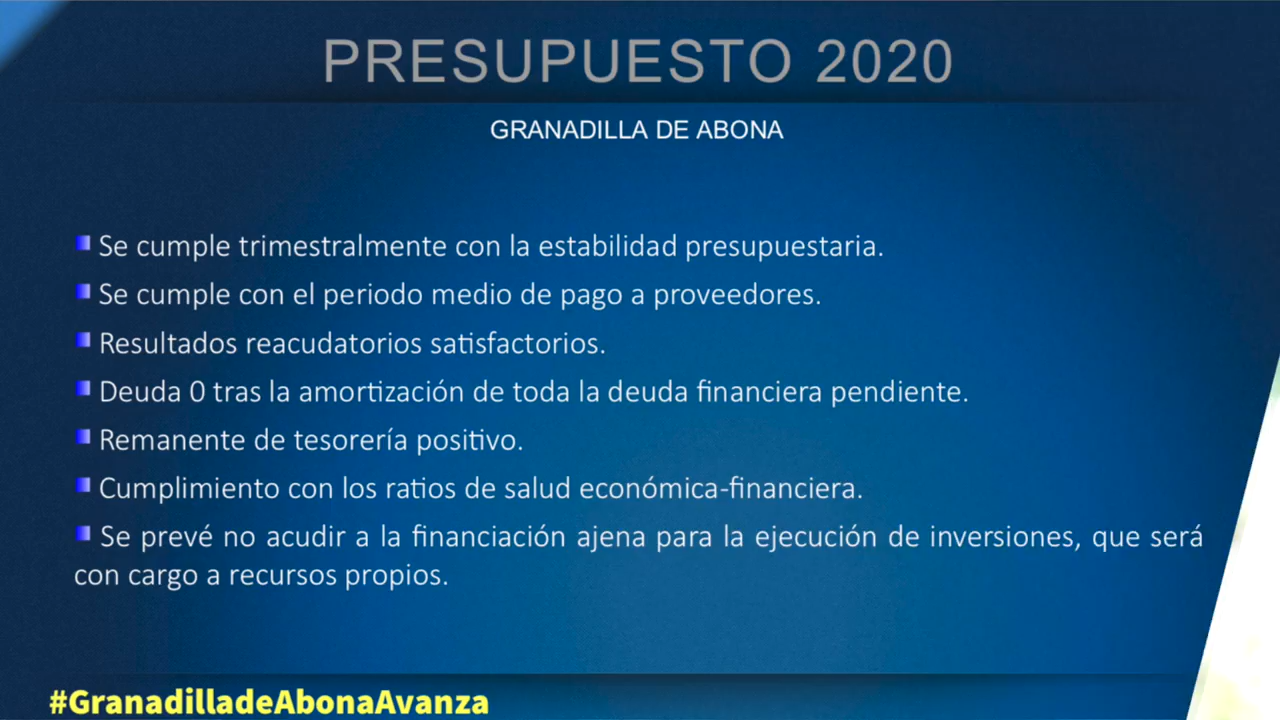 PRESUPUESTO 2020
GRANADILLA DE ABONA
Se cumple trimestralmente con la estabilidad presupuestaria.
Se cumple con el periodo medio de pago a proveedores.
Resultados reacudatorios satisfactorios.
Deuda 0 tras la amortización de toda la deuda financiera pendiente.
Remanente de tesorería positivo.
Cumplimiento con los ratios de salud económica-financiera.
Se prevé no acudir a la financiación ajena para la ejecución de inversiones, que será
con cargo a recursos propios.
#GranadilladeAbonaAvanza